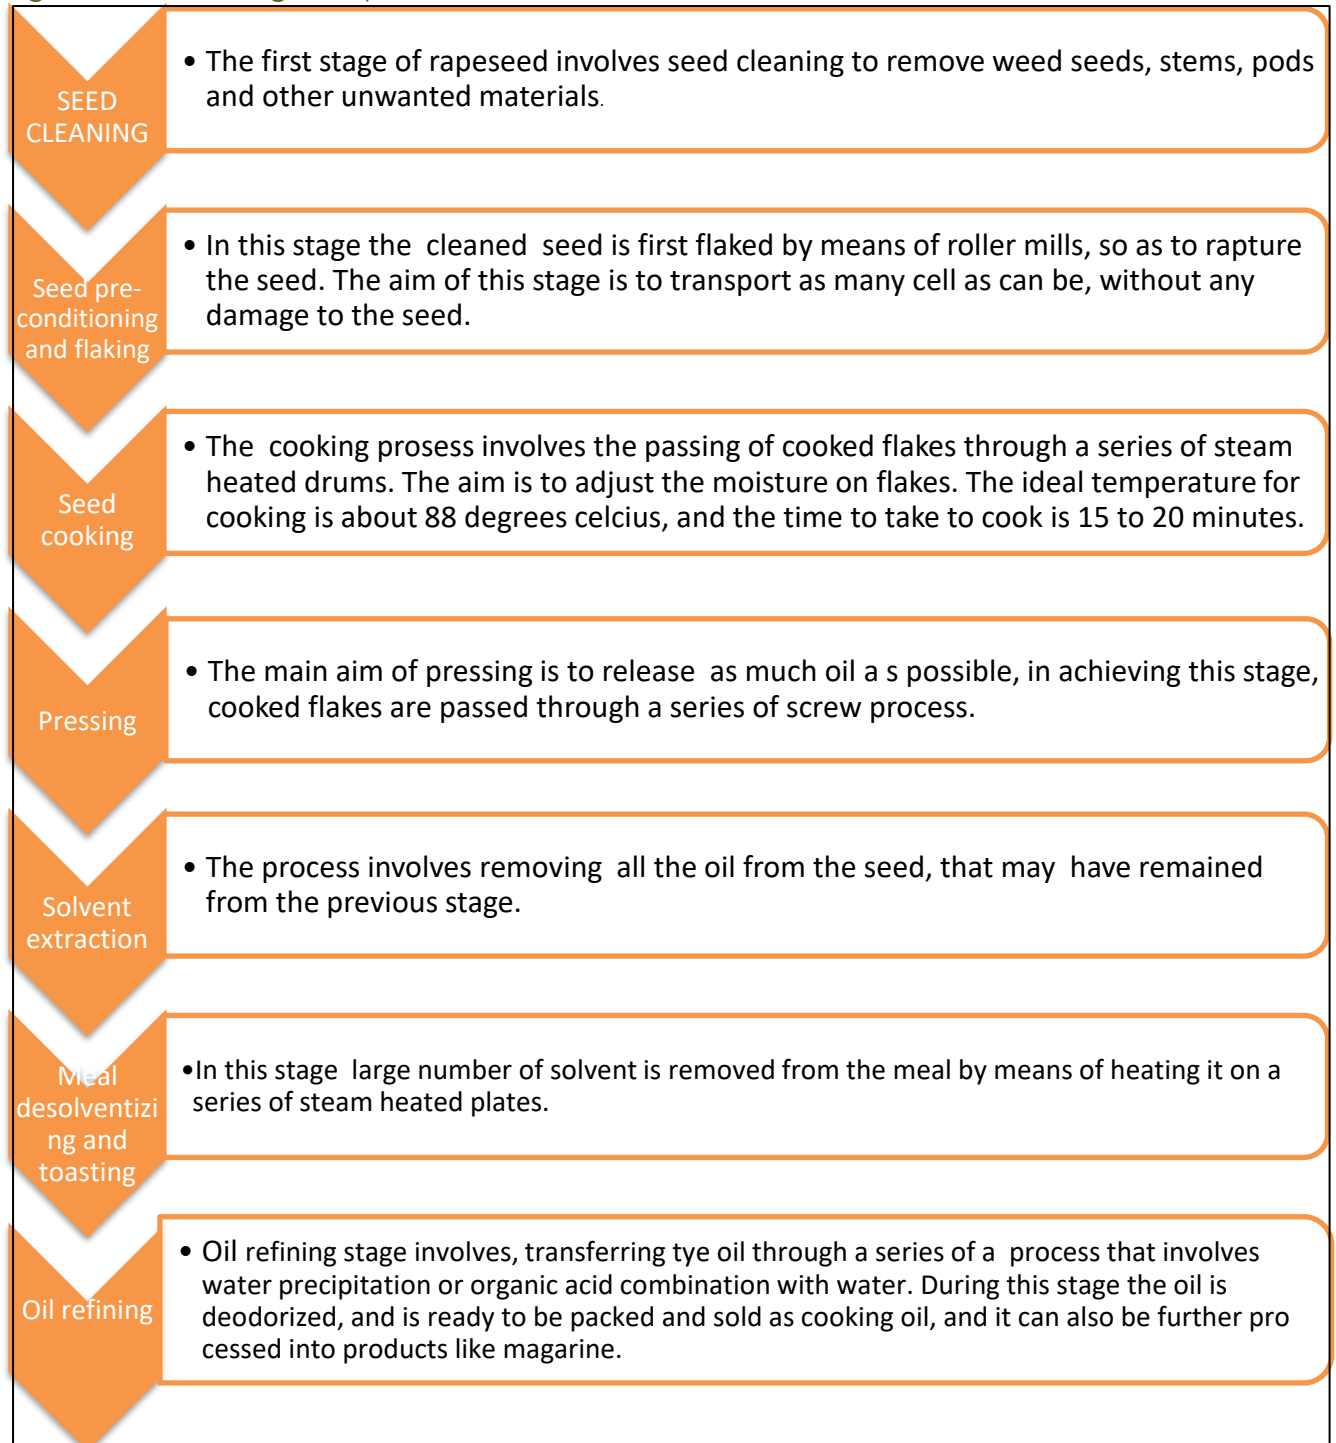 SEED
CLEANING
• The first stage of rapeseed involves seed cleaning to remove weed seeds, stems, pods
and other unwanted materials.
Seed pre-
conditioning
and flaking
• In this stage the cleaned seed is first flaked by means of roller mills, so as to rapture
the seed. The aim of this stage is to transport as many cell as can be, without any
damage to the seed.
Seed
cooking
• The cooking prosess involves the passing of cooked flakes through a series of steam
heated drums. The aim is to adjust the moisture on flakes. The ideal temperature for
cooking is about 88 degrees celcius, and the time to take to cook is 15 to 20 minutes.
Pressing
• The main aim of pressing is to release as much oil a s possible, in achieving this stage,
cooked flakes are passed through a series of screw process.
Solvent
extraction
• The process involves removing all the oil from the seed, that may have remained
from the previous stage.
Meal
desolventizi
ng and
toasting
•In this stage large number of solvent is removed from the meal by means of heating it on a
series of steam heated plates.
Oil refining
• Oil refining stage involves, transferring tye oil through a series of a process that involves
water precipitation or organic acid combination with water. During this stage the oil is
deodorized, and is ready to be packed and sold as cooking oil, and it can also be further pro
cessed into products like magarine.